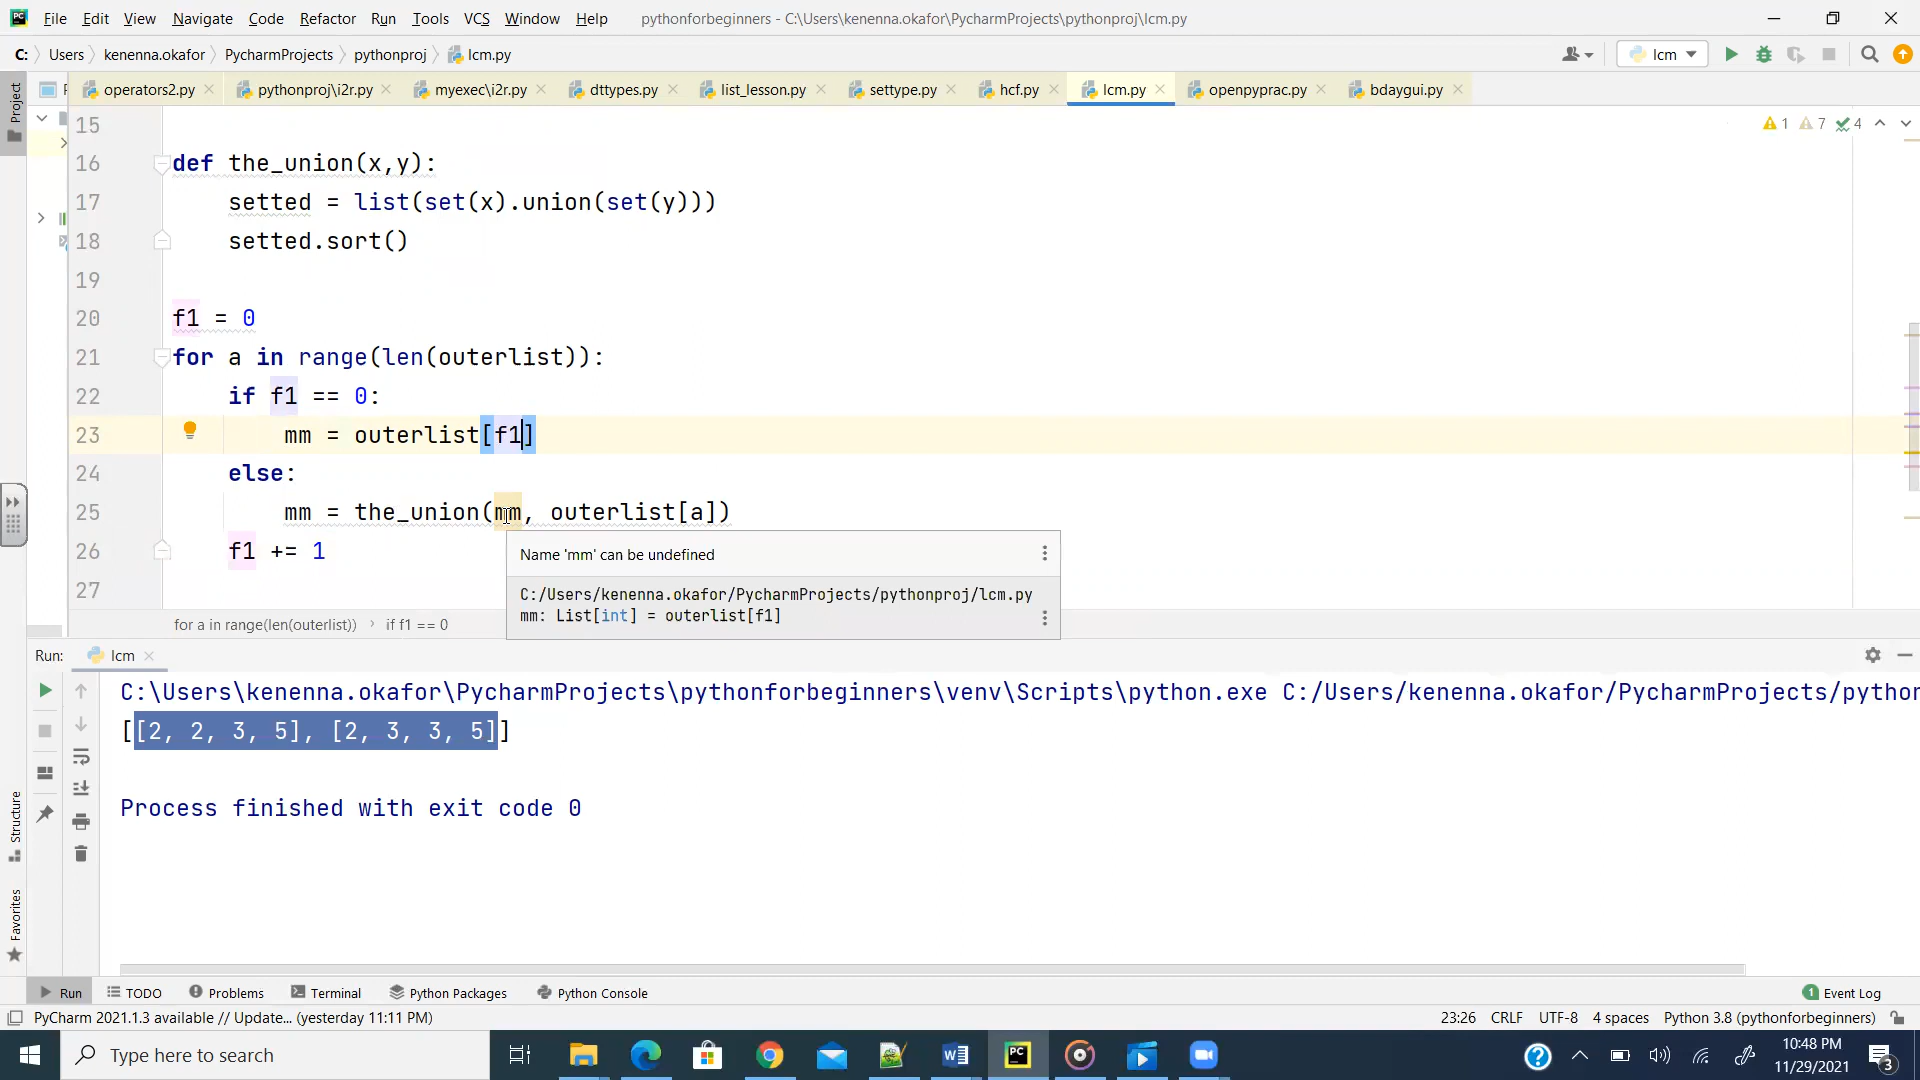 File Edit View Navigate Code Refactor Run Tools VCS Window Help pythonforbeginners - C:\Users\kenenna.okafor\PycharmProjects\pythonproj\lcm.py
C: Users kenenna.okafor PycharmProjects pythonproj lcm.py lcm
operators2.py pythonproj\i2r.py myexec\i2r.py dttypes.py list_lesson.py settype.py hcf.py lcm.py openpyprac.py bdaygui.py
Project
1 7 4
15
16 def the_union(x,y):
17 setted = list(set(x).union(set(y)))
18 setted.sort()
19
20 f1 = 0
21 for a in range(len(outerlist)):
22 if f1 == 0:
23 mm = outerlist[f1]
24 else:
25 mm = the_union(mm, outerlist[a])
26 f1 += 1
27
Name 'mm' can be undefined
C:/Users/kenenna.okafor/PycharmProjects/pythonproj/lcm.py
mm: List[int] = outerlist[f1]
for a in range(len(outerlist)) if f1 == 0
Run: lcm
C:\Users\kenenna.okafor\PycharmProjects\pythonforbeginners\venv\Scripts\python.exe C:/Users/kenenna.okafor/PycharmProjects/python
[[2, 2, 3, 5], [2, 3, 3, 5]]
Process finished with exit code 0
Structure
Favorites
Run TODO Problems Terminal Python Packages Python Console 1 Event Log
PyCharm 2021.1.3 available // Update... (yesterday 11:11 PM) 23:26 CRLF UTF-8 4 spaces Python 3.8 (pythonforbeginners)
Type here to search
10:48 PM
11/29/2021
3